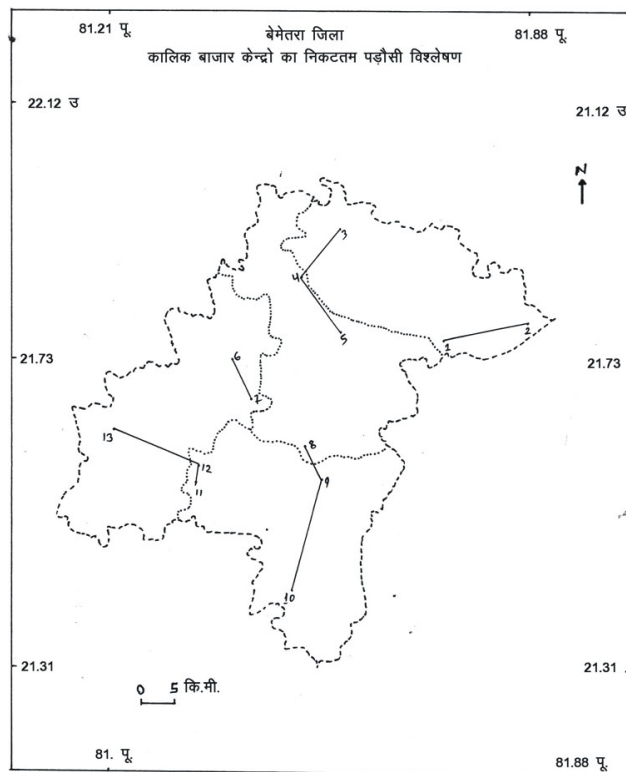 81.21 पू.
81.88 पू.
बेमेतरा जिला
कालिक बाजार केन्द्रो का निकटतम पड़ौसी विश्लेषण
22.12 उ
21.12 उ
N
3
4
5
2
1
21.73
21.73
6
7
8
13
12
9
11
10
21.31
21.31
0 5 कि.मी.
81. पू.
81.88 पू.